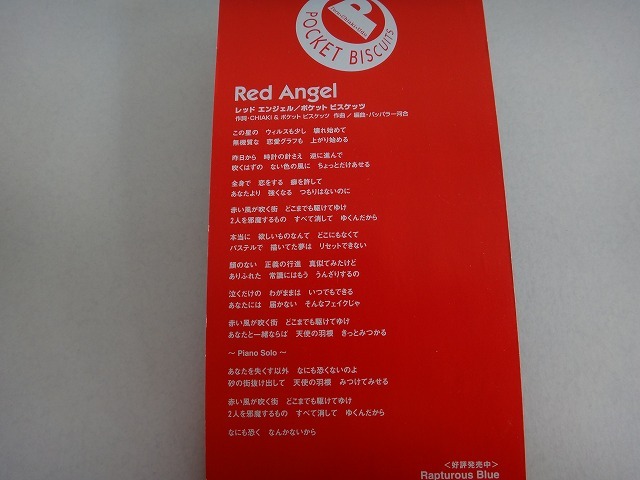 P
POCKET BISCUITS
Red Angel
レッド エンジェル／ポケット ビスケッツ
作詞・CHIAKI & ポケット ビスケッツ 作曲／編曲・パッパラー河合
この星の ウィルスも少し 壊れ始めて
無機質な 恋愛グラフも 上がり始める
昨日から 時計の針さえ 逆に進んで
吹くはずの ない色の風に ちょっとだけあせる
全身で 恋をする 癖を許して
あなたより 強くなる つもりはないのに
赤い風が吹く街 どこまでも駆けてゆけ
2人を邪魔するもの すべて消して ゆくんだから
本当に 欲しいものなんて どこにもなくて
パステルで 描いてた夢は リセットできない
顔のない 正義の行進 真似てみたけど
ありふれた 常識にはもう うんざりするの
泣くだけの わがままは いつでもできる
あなたには 届かない そんなフェイクじゃ
赤い風が吹く街 どこまでも駆けてゆけ
あなたと一緒ならば 天使の羽根 きっとみつかる
～ Piano Solo ～
あなたを失くす以外 なにも恐くないのよ
砂の街抜け出して 天使の羽根 みつけてみせる
赤い風が吹く街 どこまでも駆けてゆけ
2人を邪魔するもの すべて消して ゆくんだから
なにも恐く なんかないから
＜好評発売中＞
Rapturous Blue